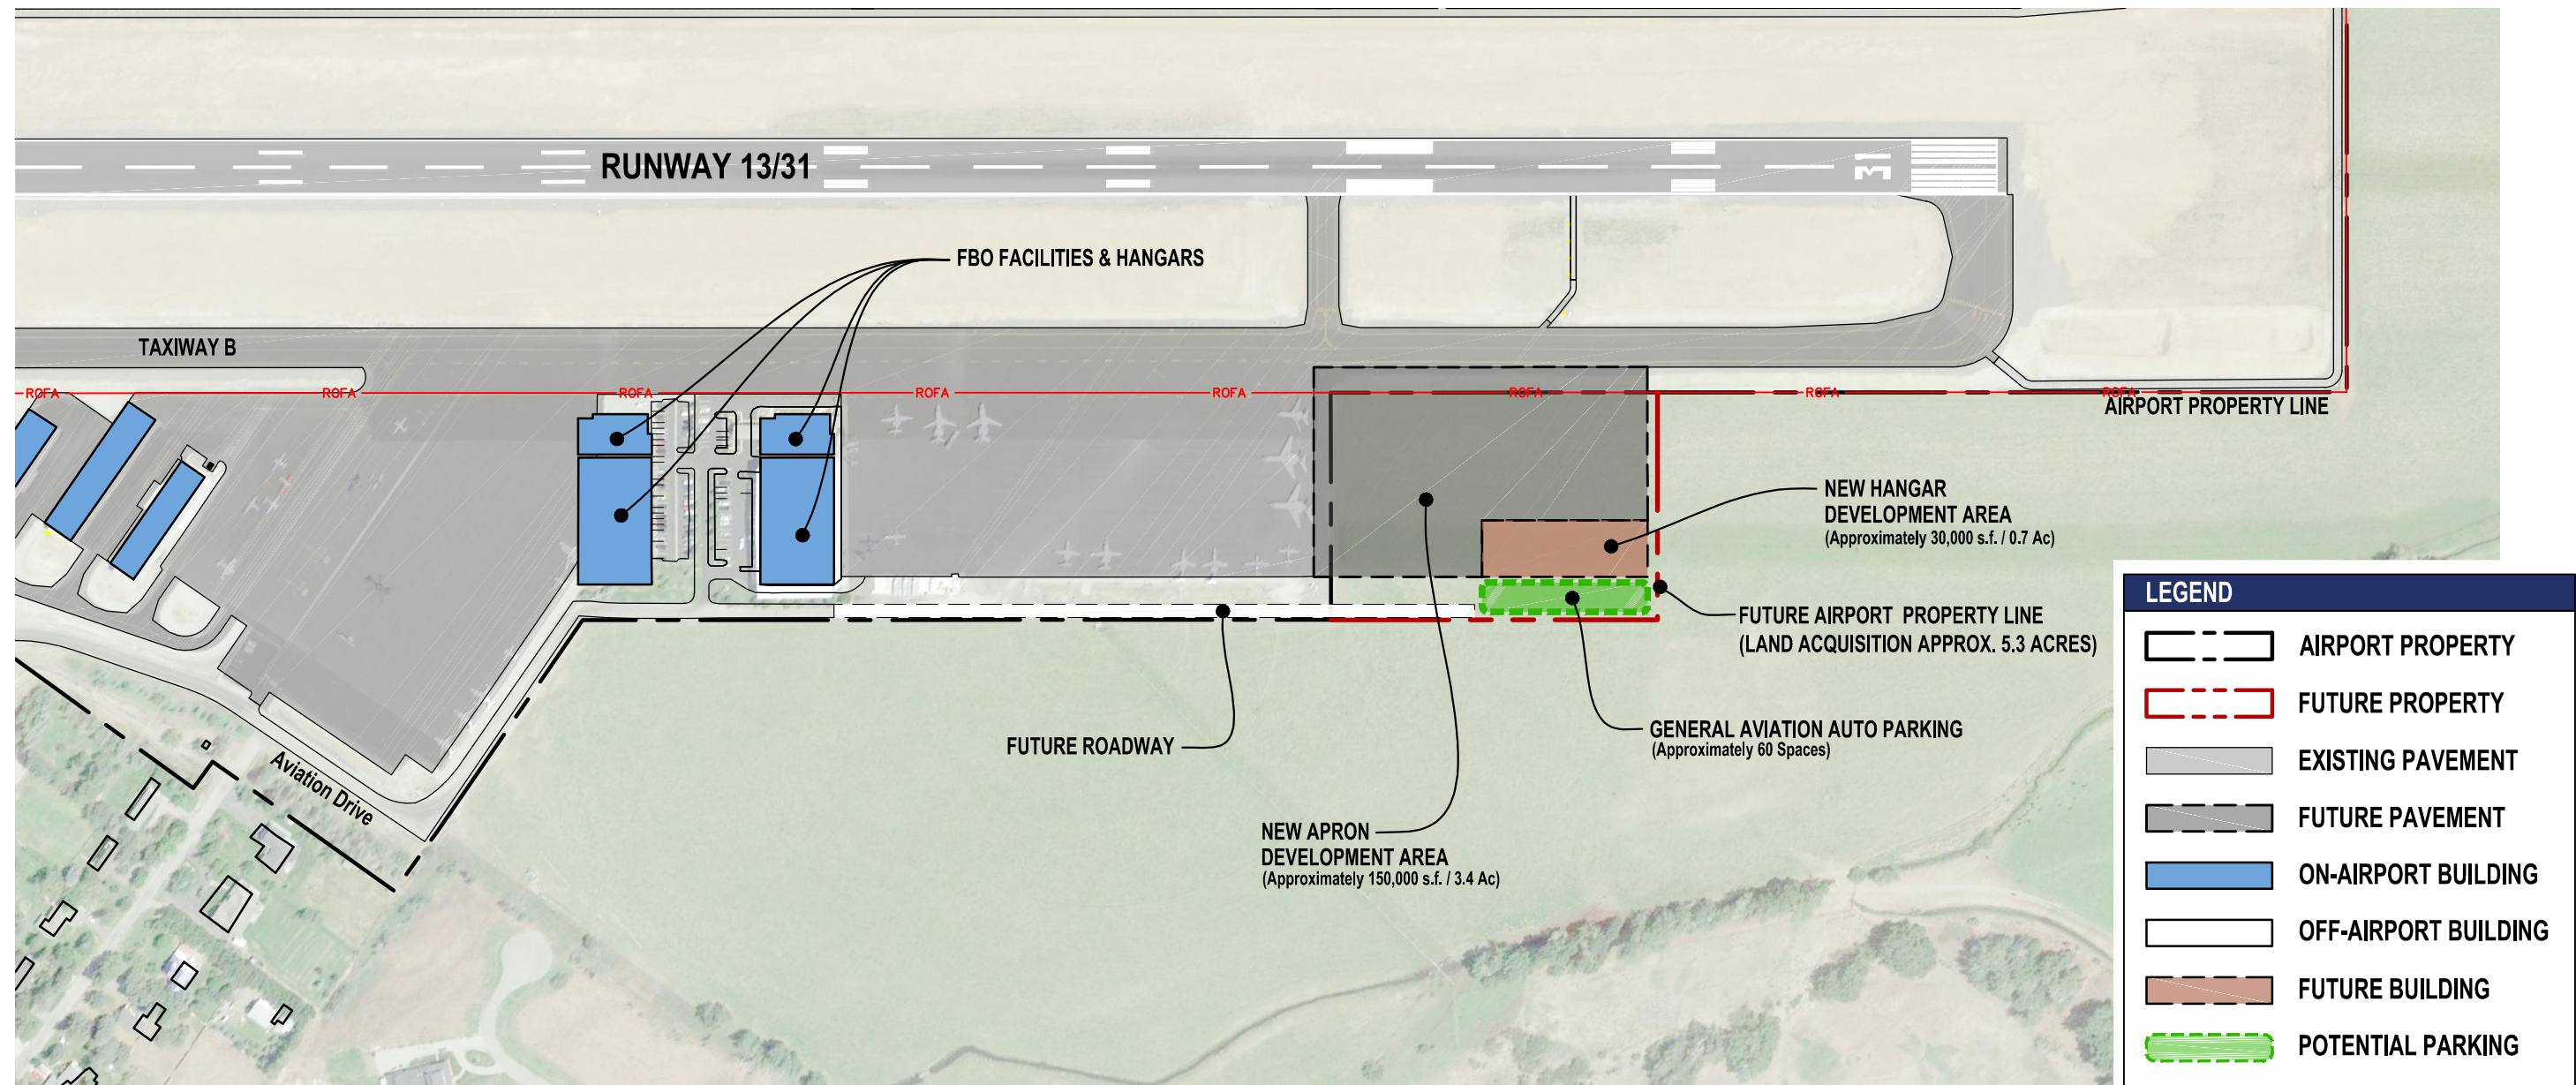 RUNWAY 13/31
31
FBO FACILITIES & HANGARS
TAXIWAY B
ROFA
ROFA
ROFA
ROFA
ROFA
ROFA
ROFA
ROFA
AIRPORT PROPERTY LINE
NEW HANGAR
DEVELOPMENT AREA
(Approximately 30,000 s.f. / 0.7 Ac)
FUTURE AIRPORT PROPERTY LINE
(LAND ACQUISITION APPROX. 5.3 ACRES)
GENERAL AVIATION AUTO PARKING
(Approximately 60 Spaces)
FUTURE ROADWAY
Aviation Drive
NEW APRON
DEVELOPMENT AREA
(Approximately 150,000 s.f. / 3.4 Ac)
LEGEND
AIRPORT PROPERTY
FUTURE PROPERTY
EXISTING PAVEMENT
FUTURE PAVEMENT
ON-AIRPORT BUILDING
OFF-AIRPORT BUILDING
FUTURE BUILDING
POTENTIAL PARKING